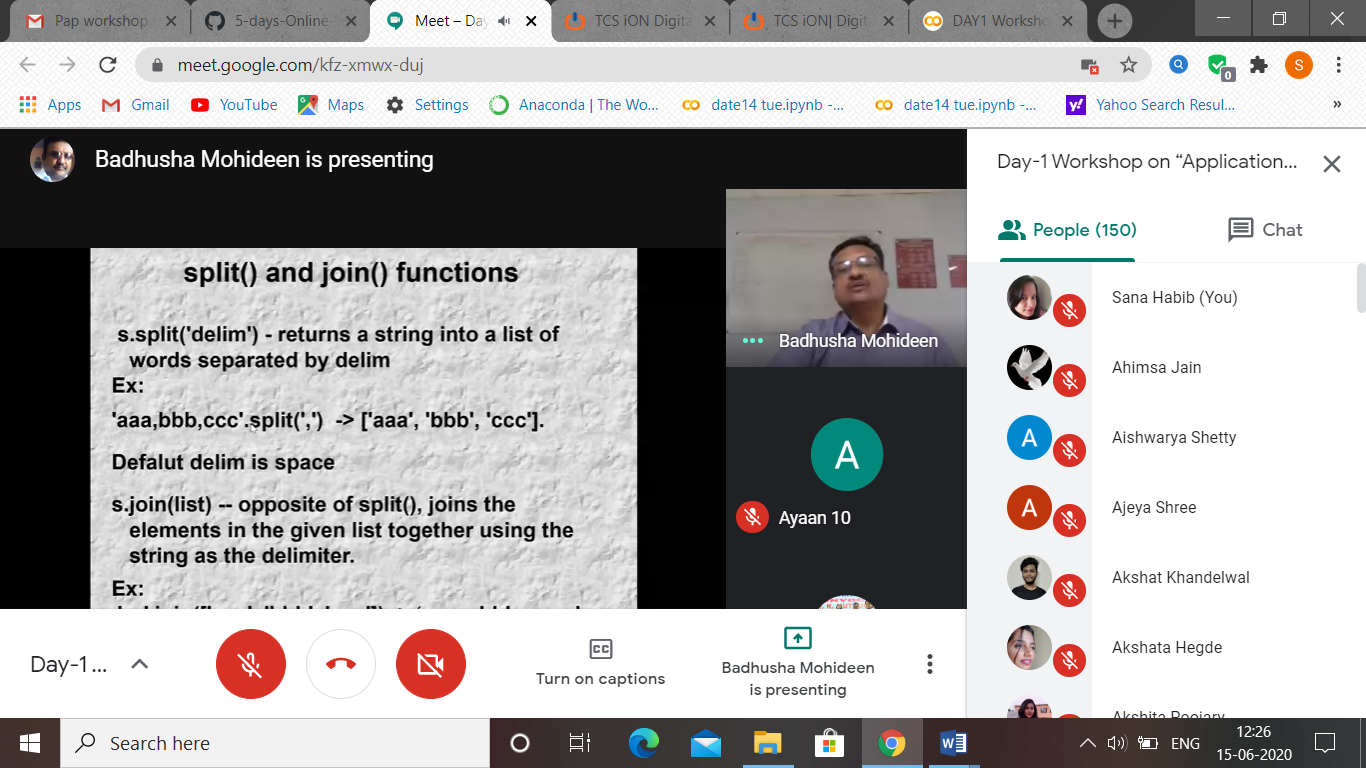 Pap workshop
5-days-Online
Meet – Day
TCS iON Digita
TCS iON| Digit
DAY1 Worksho
meet.google.com/kfz-xmwx-duj
0
S
Apps
Gmail
YouTube
Maps
Settings
Anaconda | The Wo...
date14 tue.ipynb -...
date14 tue.ipynb -...
Yahoo Search Resul...
»
Badhusha Mohideen is presenting
split() and join() functions
s.split('delim') - returns a string into a list of
words separated by delim
Ex:
'aaa,bbb,ccc'.split(',') -> ['aaa', 'bbb', 'ccc'].
Defalut delim is space
s.join(list) -- opposite of split(), joins the
elements in the given list together using the
string as the delimiter.
Ex:
Badhusha Mohideen
A
Ayaan 10
Day-1 Workshop on “Application...
People (150)
Chat
Sana Habib (You)
Ahimsa Jain
A
Aishwarya Shetty
A
Ajeya Shree
Akshat Khandelwal
Akshata Hegde
Akshita Poojary
Day-1 ...
CC
Turn on captions
Badhusha Mohideen
is presenting
Search here
ENG
12:26
15-06-2020